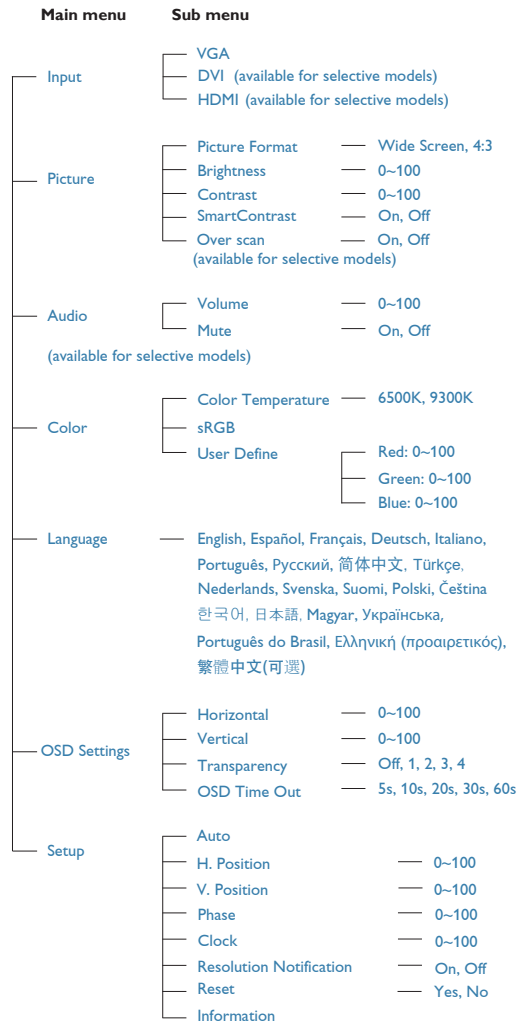 Main menu Sub menu
VGA
Input DVI (available for selective models)
HDMI (available for selective models)
Picture Format Wide Screen, 4:3
Picture Brightness 0~100
Contrast 0~100
SmartContrast On, Off
Over scan On, Off
(available for selective models)
Volume 0~100
Audio
Mute On, Off
(available for selective models)
Color Temperature 6500K, 9300K
Color sRGB
User Define Red: 0~100
Green: 0~100
Blue: 0~100
Language English, Español, Français, Deutsch, Italiano,
Português, Русский, 简体中文, Türkçe,
Nederlands, Svenska, Suomi, Polski, Čeština
한국어, 日本語, Magyar, Українська,
Português do Brasil, Ελληνική (προαιρετικός),
繁體中文(可選)
Horizontal 0~100
Vertical 0~100
OSD Settings
Transparency Off, 1, 2, 3, 4
OSD Time Out 5s, 10s, 20s, 30s, 60s
Auto
Setup
H. Position 0~100
V. Position 0~100
Phase 0~100
Clock 0~100
Resolution Notification On, Off
Reset Yes, No
Information